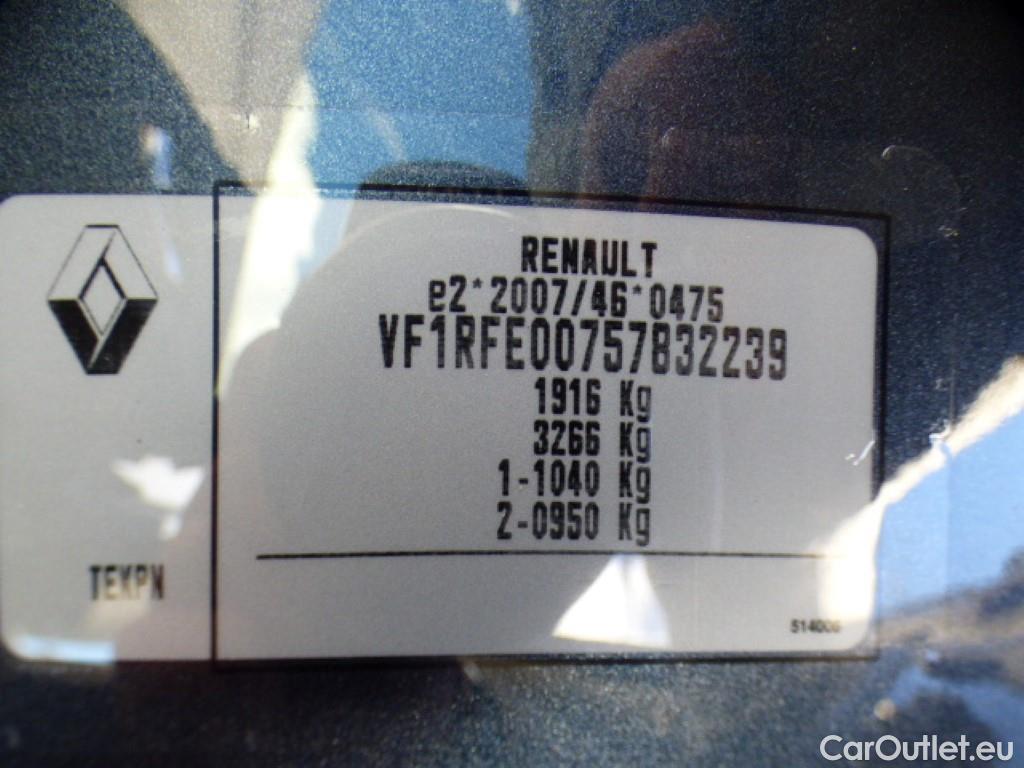 RENAULT
e2*2007/46*0475
VF1RFE00757832239
1916 Kg
3266 Kg
1-1040 Kg
2-0950 Kg
TEKPN
514006
CarOutlet.eu